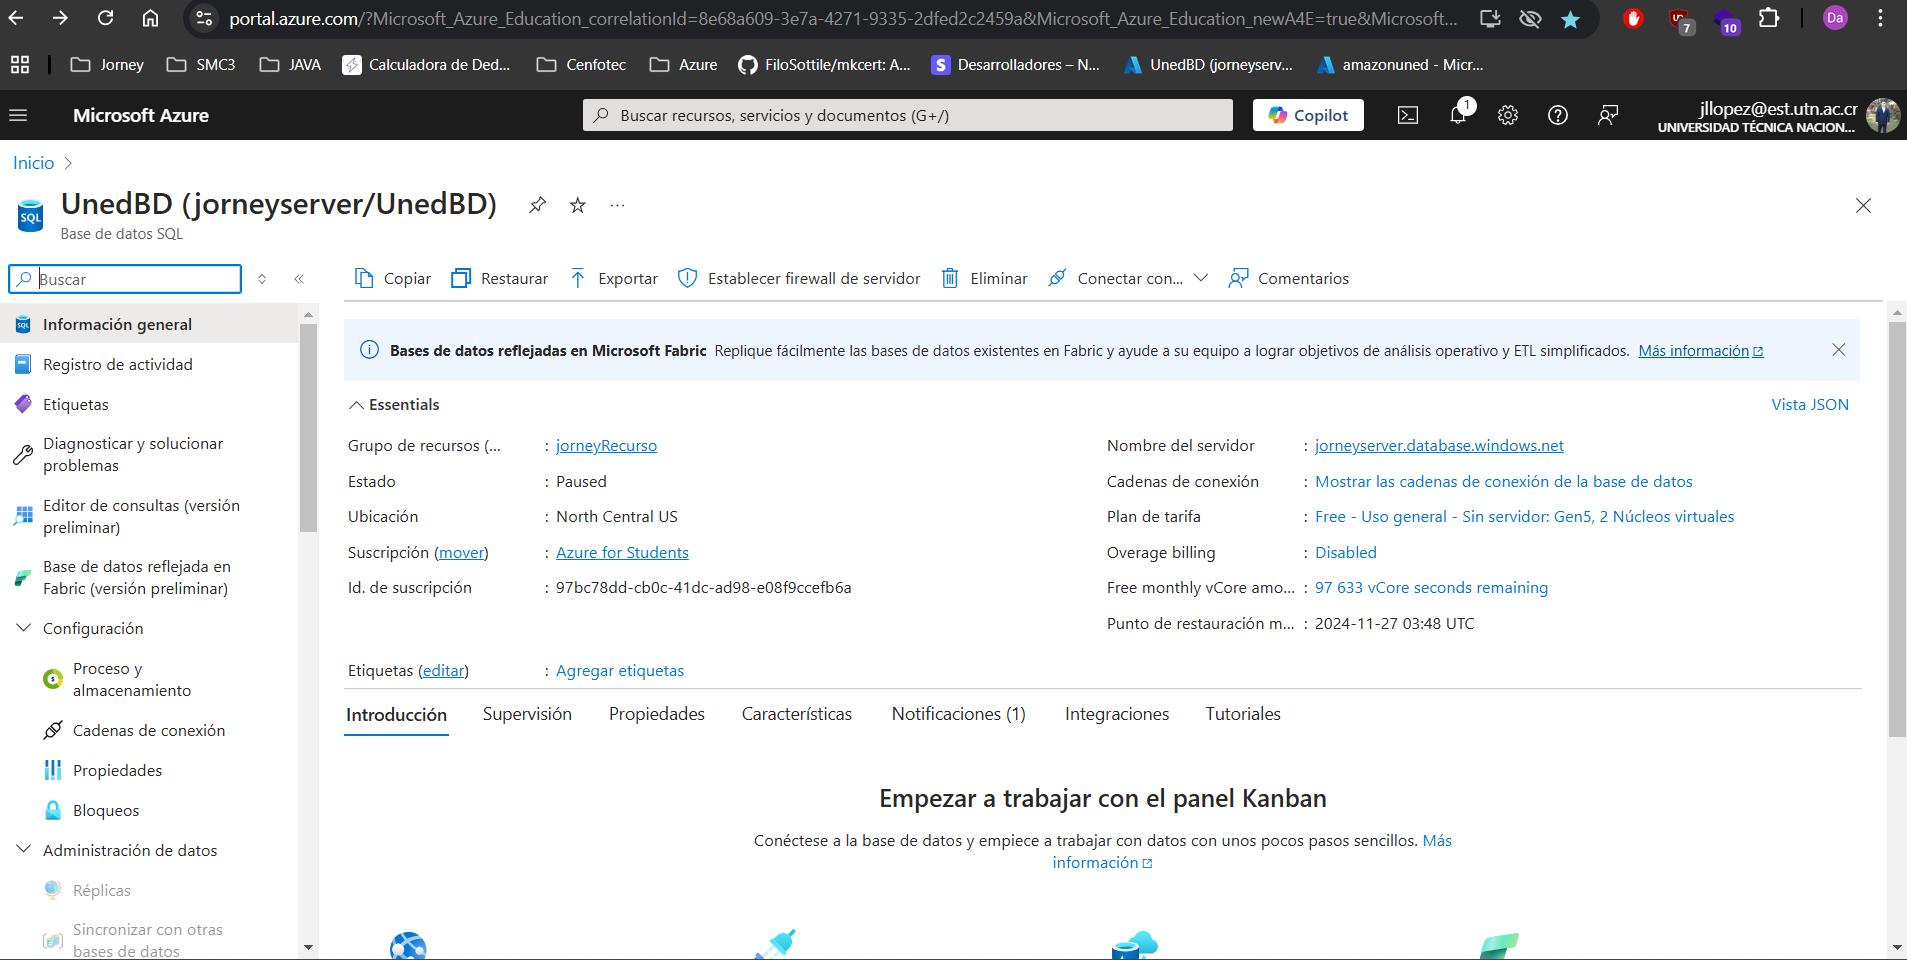 portal.azure.com/?Microsoft_Azure_Education_correlationId=8e68a609-3e7a-4271-9335-2dfed2c2459a&Microsoft_Azure_Education_newA4E=true&Microsoft...
7
10
Da
Jorney
SMC3
JAVA
Calculadora de Ded...
Cenfotec
Azure
FiloSottile/mkcert: A...
Desarrolladores – N...
UnedBD (jorneyserv...
amazonuned - Micr...
Microsoft Azure
Buscar recursos, servicios y documentos (G+/)
Copilot
1
jllopez@est.utn.ac.cr
UNIVERSIDAD TÉCNICA NACION...
Inicio
SQL
UnedBD (jorneyserver/UnedBD)
...
Base de datos SQL
Buscar
Copiar
Restaurar
Exportar
Establecer firewall de servidor
Eliminar
Conectar con...
Comentarios
Información general
Registro de actividad
Etiquetas
Diagnosticar y solucionar
problemas
Editor de consultas (versión
preliminar)
Base de datos reflejada en
Fabric (versión preliminar)
Configuración
Proceso y
almacenamiento
Cadenas de conexión
Propiedades
Bloqueos
Administración de datos
Réplicas
Sincronizar con otras
bases de datos
Bases de datos reflejadas en Microsoft Fabric Replique fácilmente las bases de datos existentes en Fabric y ayude a su equipo a lograr objetivos de análisis operativo y ETL simplificados. Más información
Essentials
Vista JSON
Grupo de recursos (... : jorneyRecurso
Estado : Paused
Ubicación : North Central US
Suscripción (mover) : Azure for Students
Id. de suscripción : 97bc78dd-cb0c-41dc-ad98-e08f9ccefb6a
Nombre del servidor : jorneyserver.database.windows.net
Cadenas de conexión : Mostrar las cadenas de conexión de la base de datos
Plan de tarifa : Free - Uso general - Sin servidor: Gen5, 2 Núcleos virtuales
Overage billing : Disabled
Free monthly vCore amo... : 97 633 vCore seconds remaining
Punto de restauración m... : 2024-11-27 03:48 UTC
Etiquetas (editar) : Agregar etiquetas
Introducción
Supervisión
Propiedades
Características
Notificaciones (1)
Integraciones
Tutoriales
Empezar a trabajar con el panel Kanban
Conéctese a la base de datos y empiece a trabajar con datos con unos pocos pasos sencillos. Más
información